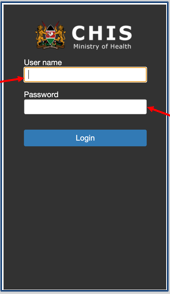 CHIS
Ministry of Health
User name
Password
Login